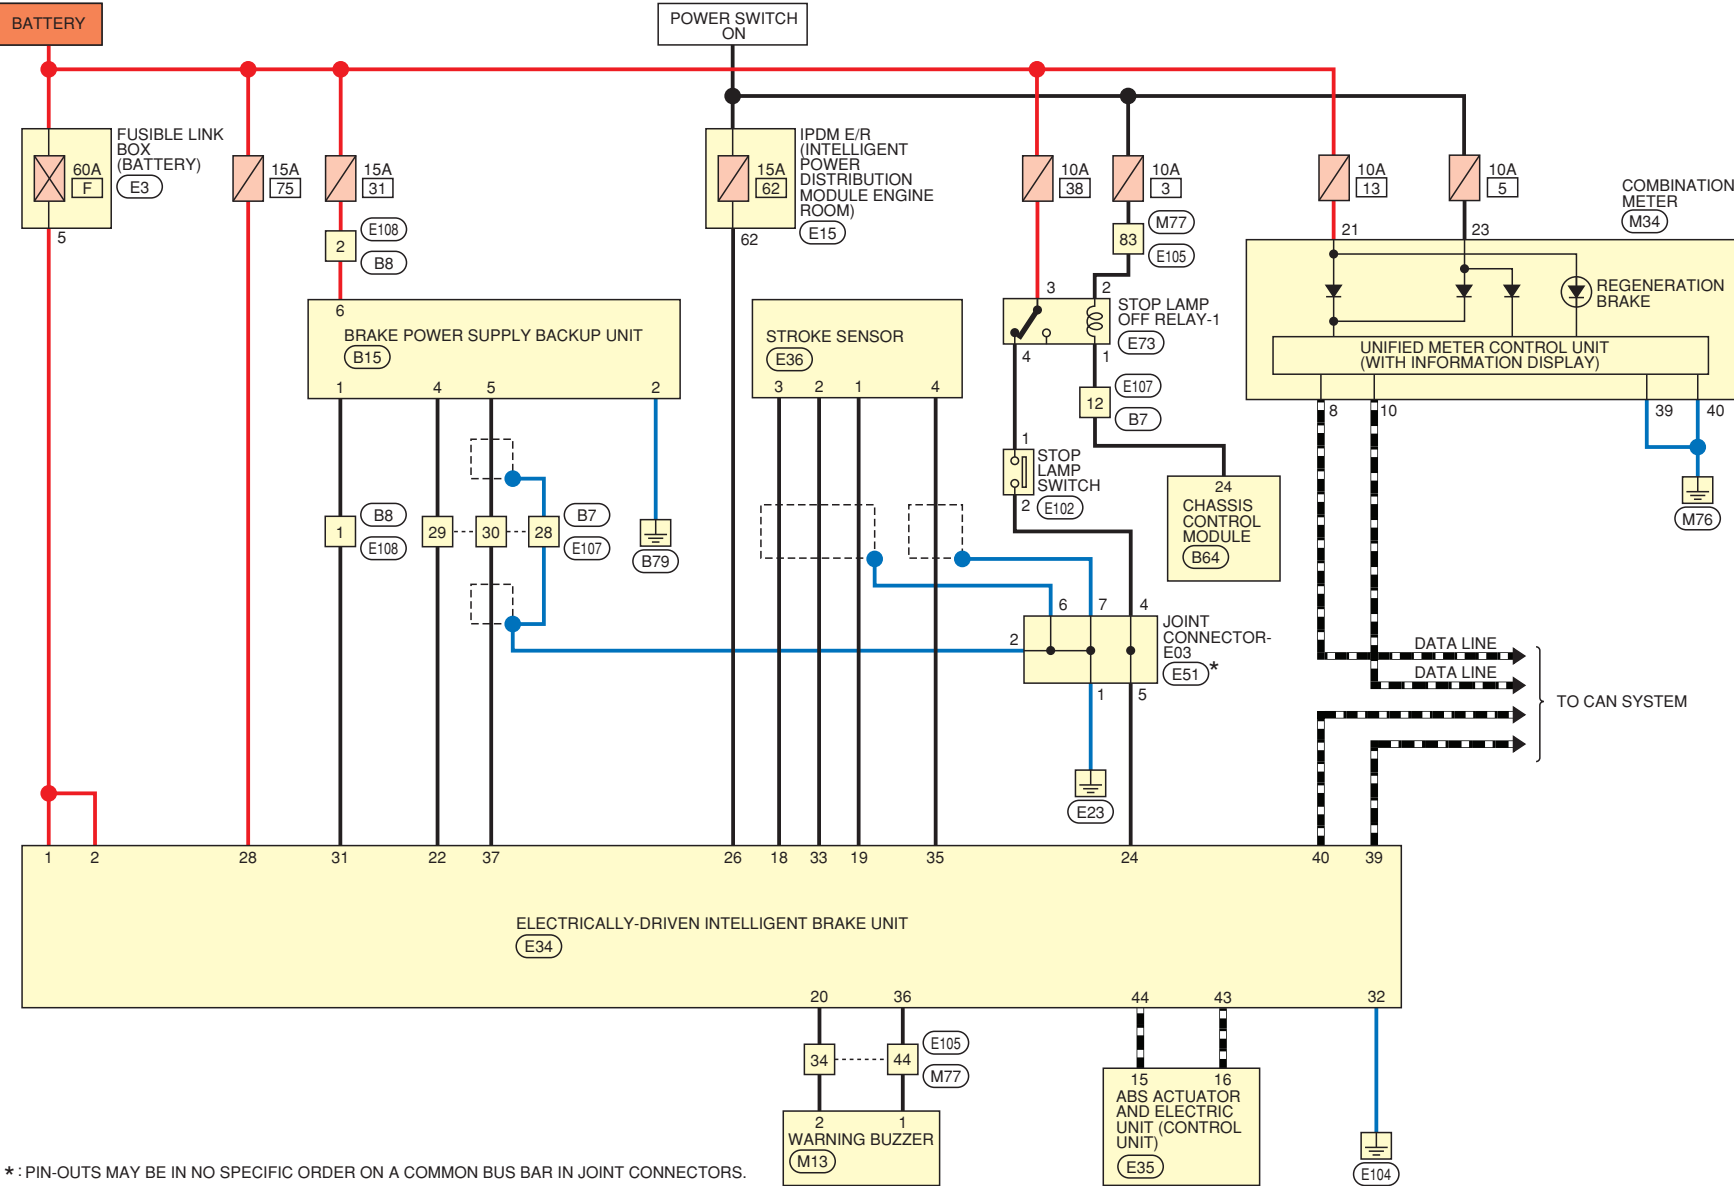 BATTERY
POWER SWITCH
ON
FUSIBLE LINK
BOX
(BATTERY)
E3
60A
F
5
15A
75
15A
31
2
E108
B8
IPDM E/R
(INTELLIGENT
POWER
DISTRIBUTION
MODULE ENGINE
ROOM)
E15
15A
62
62
10A
38
10A
3
M77
83
E105
10A
13
10A
5
COMBINATION
METER
M34
21
23
REGENERATION
BRAKE
UNIFIED METER CONTROL UNIT
(WITH INFORMATION DISPLAY)
8
10
39
40
M76
6
BRAKE POWER SUPPLY BACKUP UNIT
B15
1
4
5
2
STROKE SENSOR
E36
3
2
1
4
3
2
STOP LAMP
OFF RELAY-1
E73
4
1
E107
12
B7
1
STOP
LAMP
SWITCH
2
E102
24
CHASSIS
CONTROL
MODULE
B64
1
B8
E108
29
30
28
B7
E107
B79
6
7
4
2
JOINT
CONNECTOR-
E03
E51 *
1
5
E23
DATA LINE
DATA LINE
TO CAN SYSTEM
1
2
28
31
22
37
26
18
33
19
35
24
40
39
ELECTRICALLY-DRIVEN INTELLIGENT BRAKE UNIT
E34
20
36
44
43
32
34
44
E105
M77
2
1
WARNING BUZZER
M13
15
16
ABS ACTUATOR
AND ELECTRIC
UNIT (CONTROL
UNIT)
E35
E104
* : PIN-OUTS MAY BE IN NO SPECIFIC ORDER ON A COMMON BUS BAR IN JOINT CONNECTORS.